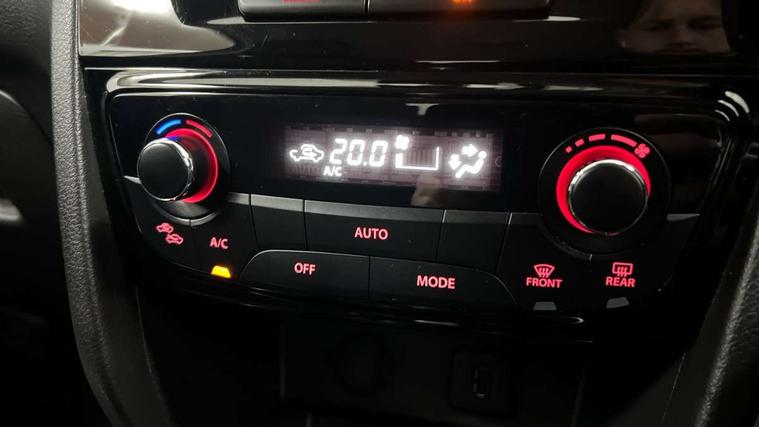 20.0
AUTO A/C
A/C
AUTO
OFF
MODE
FRONT
REAR